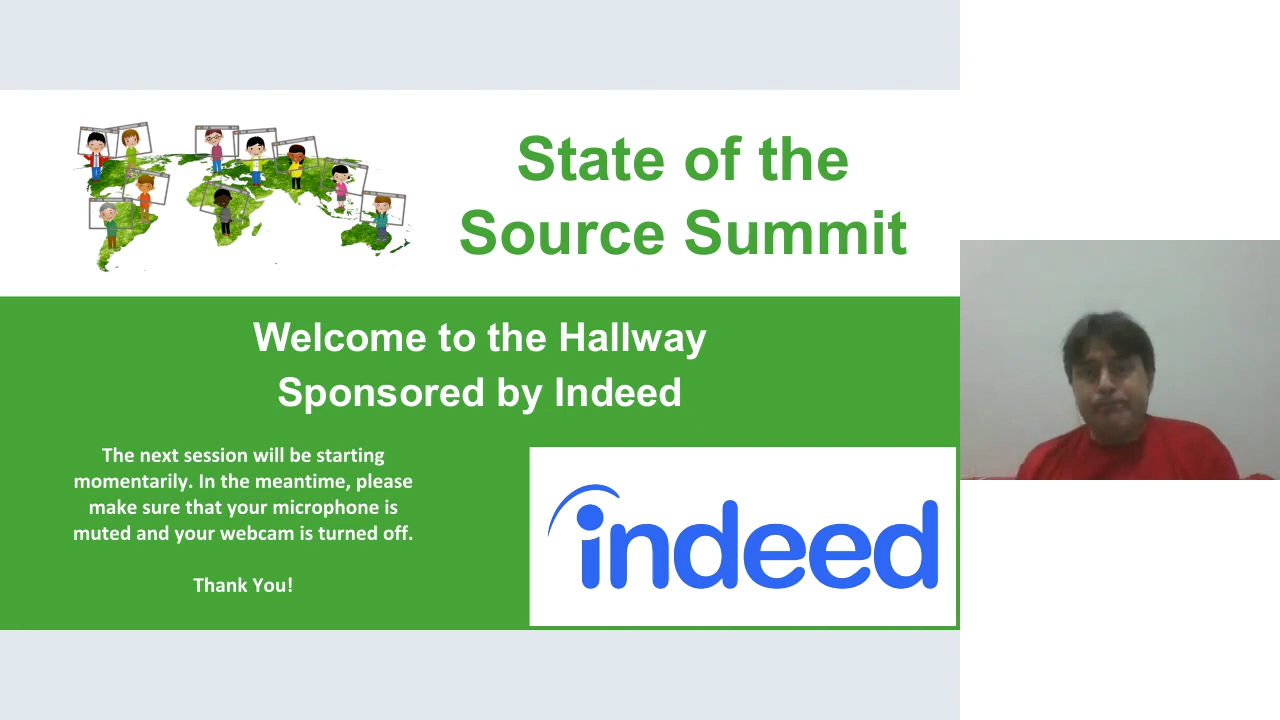 State of the
Source Summit
Welcome to the Hallway
Sponsored by Indeed
The next session will be starting
momentarily. In the meantime, please
make sure that your microphone is
muted and your webcam is turned off.
Thank You!
indeed